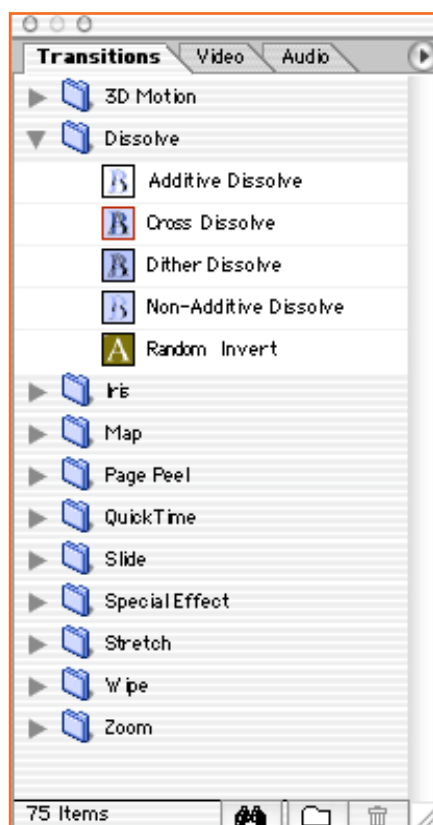 Transitions Video Audio
3D Motion
Dissolve
Additive Dissolve
Cross Dissolve
Dither Dissolve
Non-Additive Dissolve
A Random Invert
Iris
Map
Page Peel
QuickTime
Slide
Special Effect
Stretch
Wipe
Zoom
75 Items